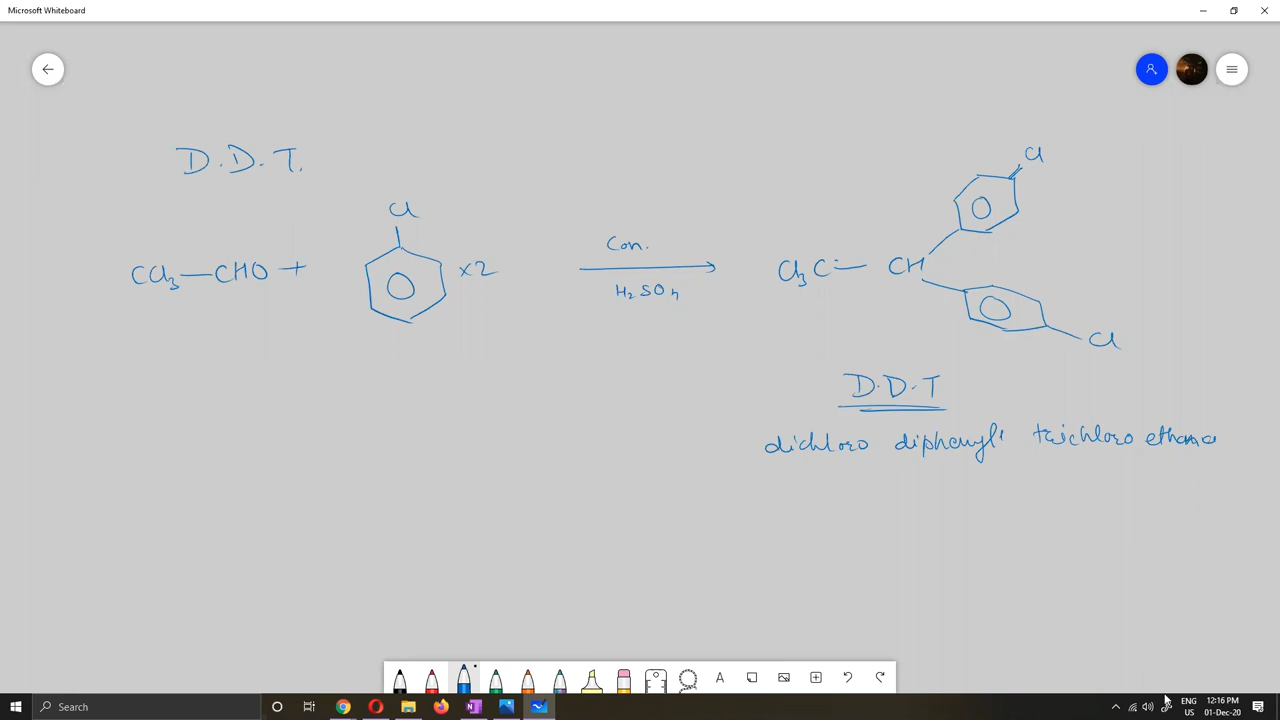 Microsoft Whiteboard
D.D.T.
Cl
Cl
CCl3—CHO + ×2
Con.
H2SO4
Cl3C — CH
Cl
D.D.T
dichloro diphenyl trichloro ethane
A
Search
ENG
US
12:16 PM
01-Dec-20